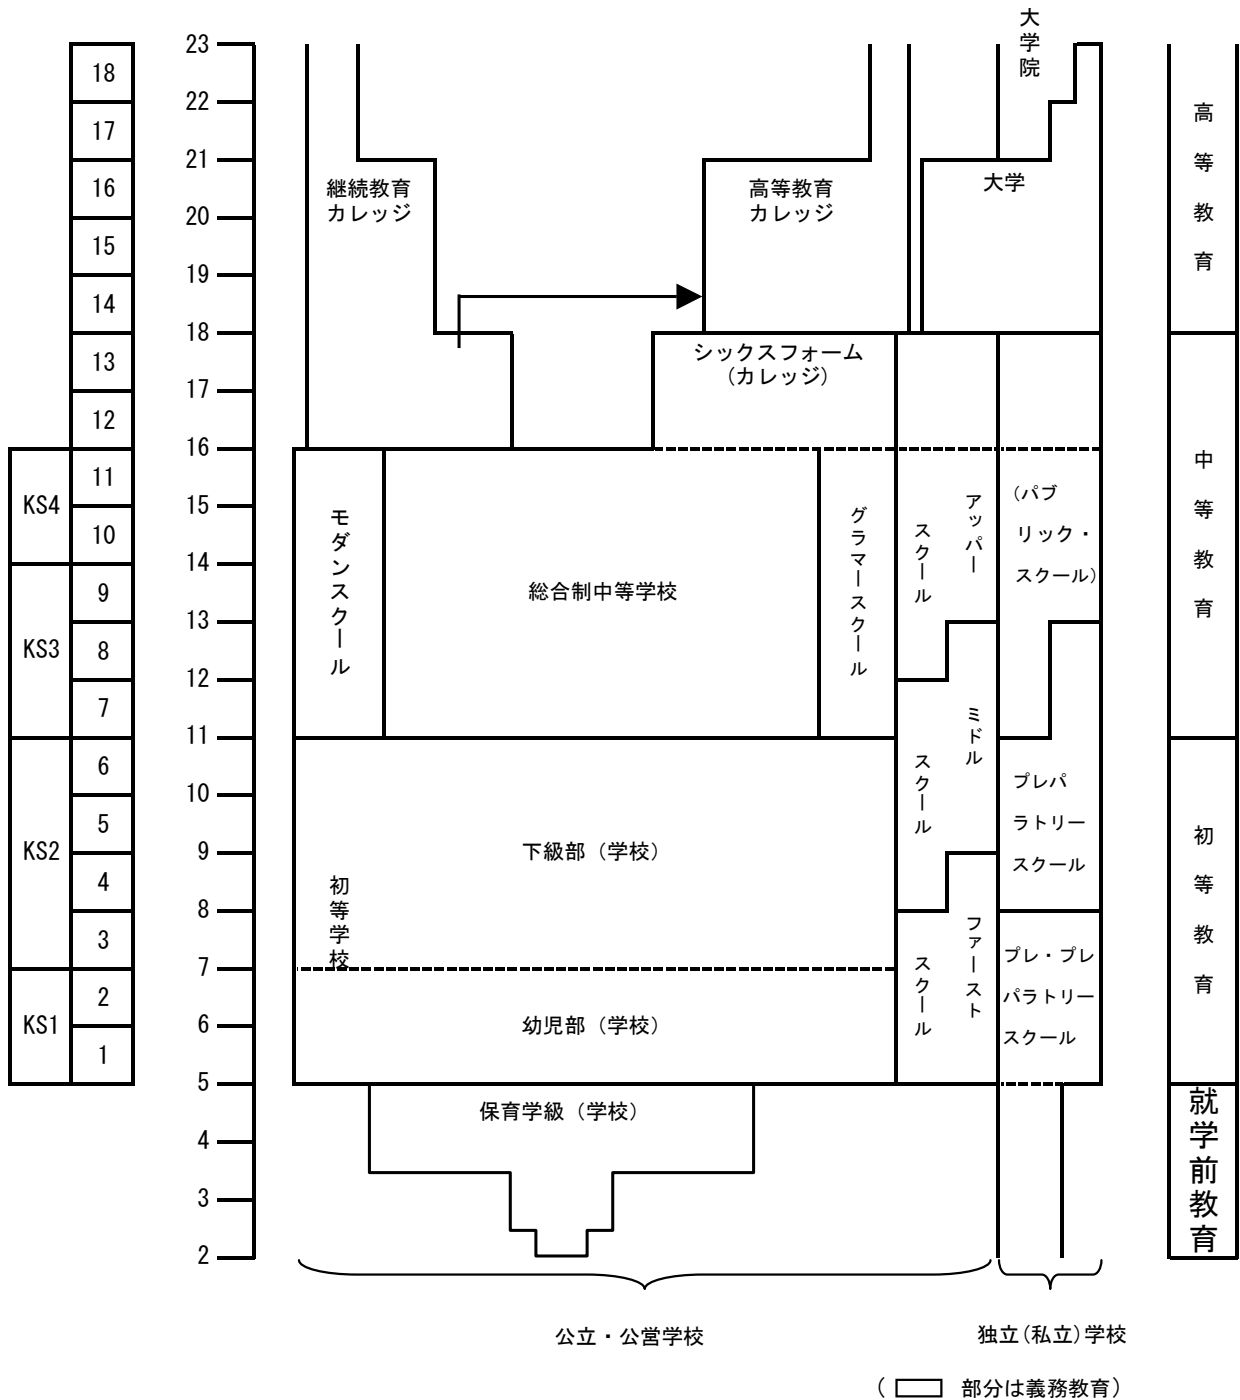 大学院
23
22
21
20
19
18
17
16
15
14
13
12
11
10
9
8
7
6
5
4
3
2
18
17
16
15
14
13
12
11
10
9
8
7
6
5
4
3
2
1
KS4
KS3
KS2
KS1
継続教育
カレッジ
高等教育
カレッジ
大学
シックスフォーム
(カレッジ)
モダンスクール
総合制中等学校
グラマースクール
アッパー
スクール
(パブ
リック・
スクール)
ミドル
スクール
プレパ
ラトリー
スクール
下級部(学校)
初等学校
ファースト
スクール
プレ・プレ
パラトリー
スクール
幼児部(学校)
保育学級(学校)
高等教育
中等教育
初等教育
就学前教育
公立・公営学校
独立(私立)学校
( 部分は義務教育)